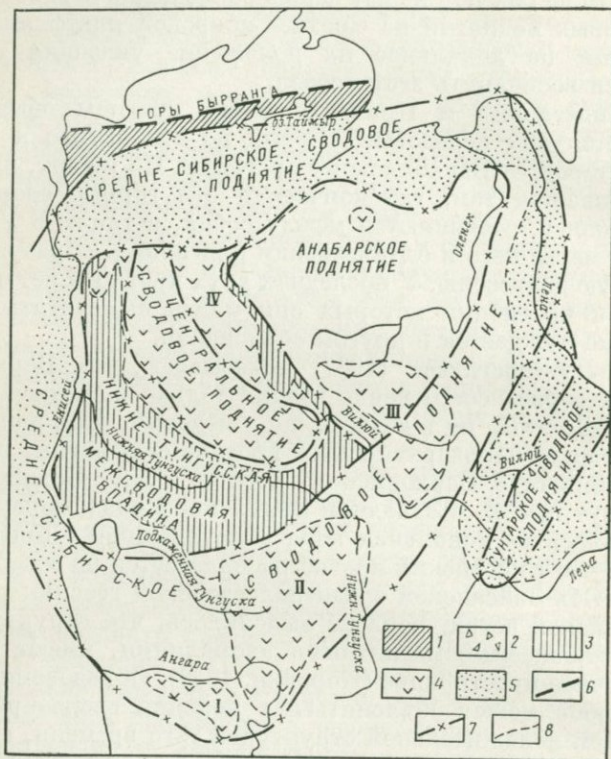 ГОРЫ БЫРРАНГА
оз.Таймыр
СРЕДНЕ-СИБИРСКОЕ СВОДОВОЕ
ПОДНЯТИЕ
АНАБАРСКОЕ
ПОДНЯТИЕ
Оленек
Лена
IV
ЦЕНТРАЛЬНОЕ
СВОДОВОЕ ПОДНЯТИЕ
Енисей
НИЖНЕ-ТУНГУССКАЯ
Нижняя Тунгуска
МЕЖСВОДОВАЯ
ВПАДИНА
III
Вилюй
Вилюй
СУНТАРСКОЕ СВОДОВОЕ
ПОДНЯТИЕ
Лена
СРЕДНЕ-СИБИРСКОЕ
СВОДОВОЕ ПОДНЯТИЕ
Подкаменная
Тунгуска
II
Нижн.Тунгуска
Ангара
I
1
2
3
4
5
6
7
8